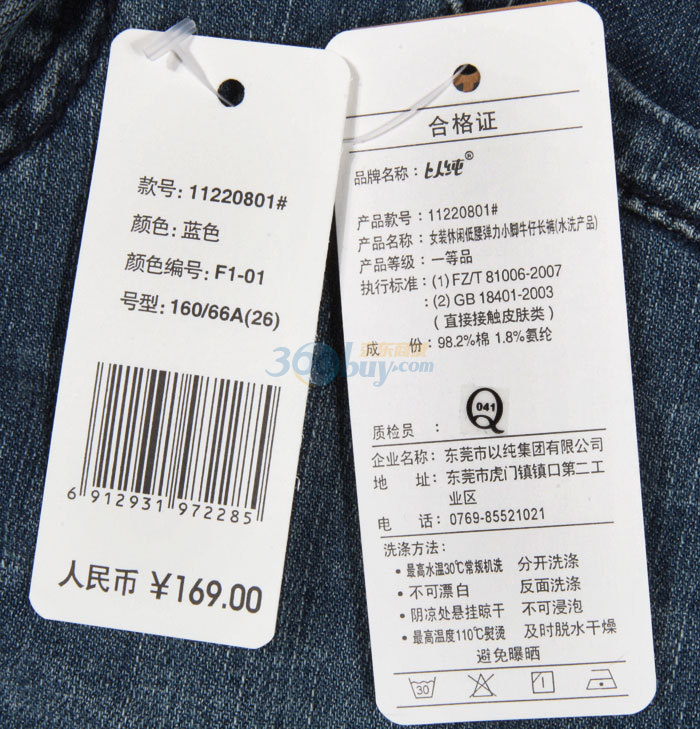 款号: 11220801#
颜色: 蓝色
颜色编号: F1-01
号型: 160/66A(26)
6 912931 972285
人民币 ¥169.00
合格证
品牌名称: 以纯®
产品款号: 11220801#
产品名称: 女装休闲低腰弹力小脚牛仔长裤(水洗产品)
产品等级: 一等品
执行标准: (1) FZ/T 81006-2007
: (2) GB 18401-2003
(直接接触皮肤类)
成 份: 98.2%棉 1.8%氨纶
360buy.com
京东商城
041
Q
质检员 :
企业名称: 东莞市以纯集团有限公司
地 址: 东莞市虎门镇镇口第二工
业区
电 话: 0769-85521021
洗涤方法:
• 最高水温30℃常规机洗 分开洗涤
• 不可漂白 反面洗涤
• 阴凉处悬挂晾干 不可浸泡
• 最高温度110℃熨烫 及时脱水干燥
避免曝晒
30